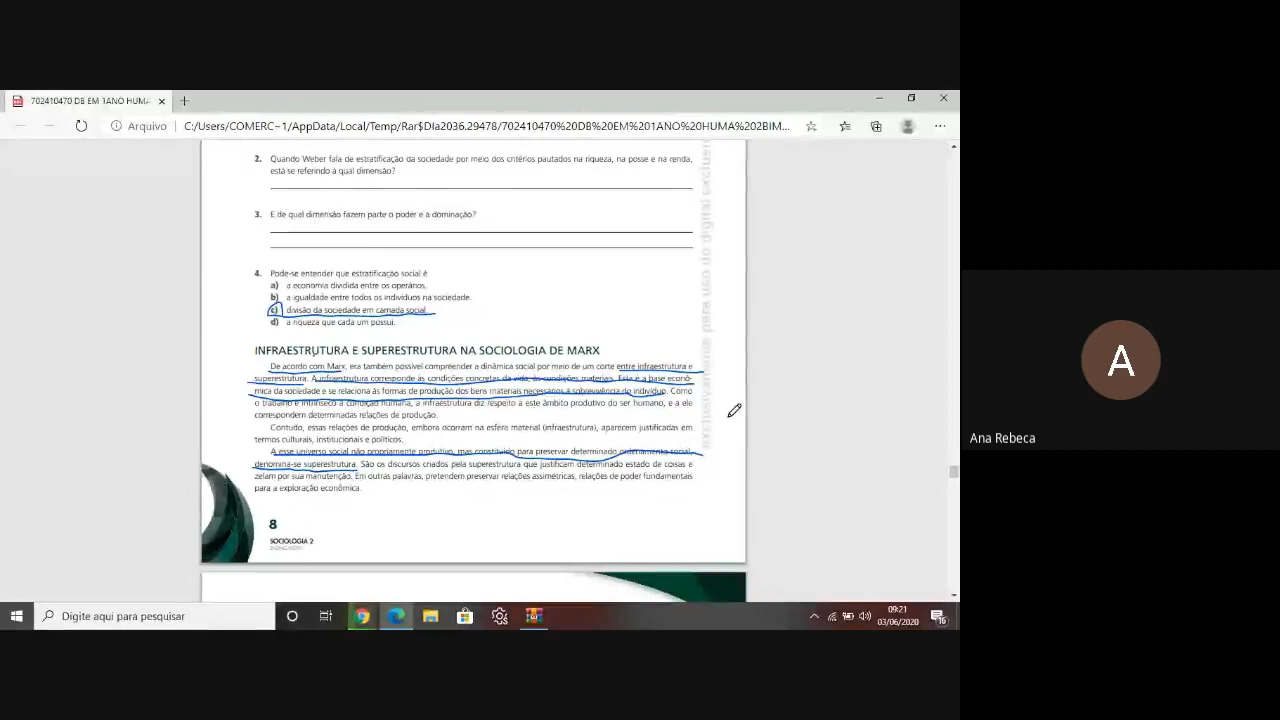 702410470 DB EM 1ANO HUMA
Arquivo C:/Users/COMERC~1/AppData/Local/Temp/Rar$DIa2036.29478/702410470%20DB%20EM%201ANO%20HUMA%202BIM...
2. Quando Weber fala de estratificação da sociedade por meio dos critérios pautados na riqueza, na posse e na renda,
está se referindo à qual dimensão?
3. E de qual dimensão fazem parte o poder e a dominação?
4. Pode-se entender que estratificação social é
a) a economia dividida entre os operários.
b) a igualdade entre todos os indivíduos na sociedade.
c) divisão da sociedade em camada social.
d) a riqueza que cada um possui.
INFRAESTRUTURA E SUPERESTRUTURA NA SOCIOLOGIA DE MARX
De acordo com Marx, era também possível compreender a dinâmica social por meio de um corte entre infraestrutura e
superestrutura. A infraestrutura corresponde às condições concretas da vida, às condições materiais. Esta é a base econô-
mica da sociedade e se relaciona às formas de produção dos bens materiais necessários à sobrevivência do indivíduo. Como
o trabalho é intrínseco à condição humana, a infraestrutura diz respeito a este âmbito produtivo do ser humano, e a ele
correspondem determinadas relações de produção.
Contudo, essas relações de produção, embora ocorram na esfera material (infraestrutura), aparecem justificadas em
termos culturais, institucionais e políticos.
A esse universo social não propriamente produtivo, mas constituído para preservar determinado ordenamento social,
denomina-se superestrutura. São os discursos criados pela superestrutura que justificam determinado estado de coisas e
zelam por sua manutenção. Em outras palavras, pretendem preservar relações assimétricas, relações de poder fundamentais
para a exploração econômica.
8
SOCIOLOGIA 2
A
Ana Rebeca
Digite aqui para pesquisar
09:21
03/06/2020
16